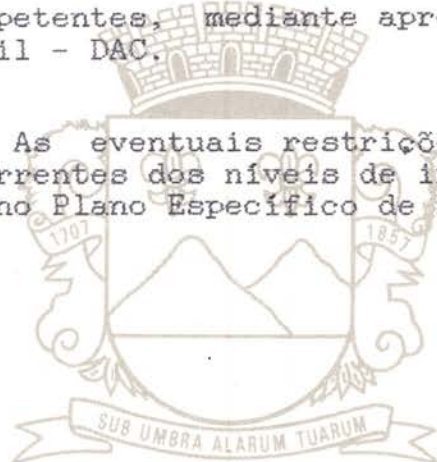 petentes, mediante apr
il - DAC.
As eventuais restriçõ
rrentes dos níveis de i
no Plano Específico de
1707 1857
SUB UMBRA ALARUM TUARUM